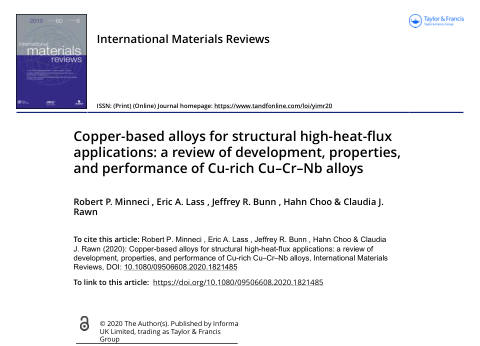 2015 60
international
materials
reviews
Taylor & Francis
International Materials Reviews
ISSN: (Print) (Online) Journal homepage: https://www.tandfonline.com/loi/yimr20
Copper-based alloys for structural high-heat-flux
applications: a review of development, properties,
and performance of Cu-rich Cu–Cr–Nb alloys
Robert P. Minneci , Eric A. Lass , Jeffrey R. Bunn , Hahn Choo & Claudia J.
Rawn
To cite this article: Robert P. Minneci , Eric A. Lass , Jeffrey R. Bunn , Hahn Choo & Claudia
J. Rawn (2020): Copper-based alloys for structural high-heat-flux applications: a review of
development, properties, and performance of Cu-rich Cu–Cr–Nb alloys, International Materials
Reviews, DOI: 10.1080/09506608.2020.1821485
To link to this article: https://doi.org/10.1080/09506608.2020.1821485
© 2020 The Author(s). Published by Informa
UK Limited, trading as Taylor & Francis
Group